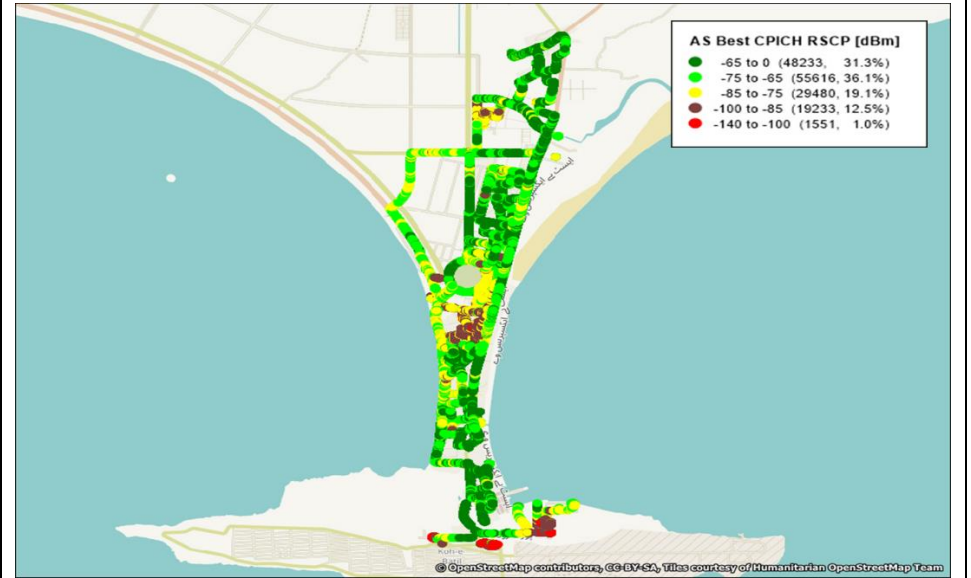 AS Best CPICH RSCP [dBm]
-65 to 0 (48233, 31.3%)
-75 to -65 (55616, 36.1%)
-85 to -75 (29480, 19.1%)
-100 to -85 (19233, 12.5%)
-140 to -100 (1551, 1.0%)
Koh-e
© OpenStreetMap contributors, CC-BY-SA, Tiles courtesy of Humanitarian OpenStreetMap Team